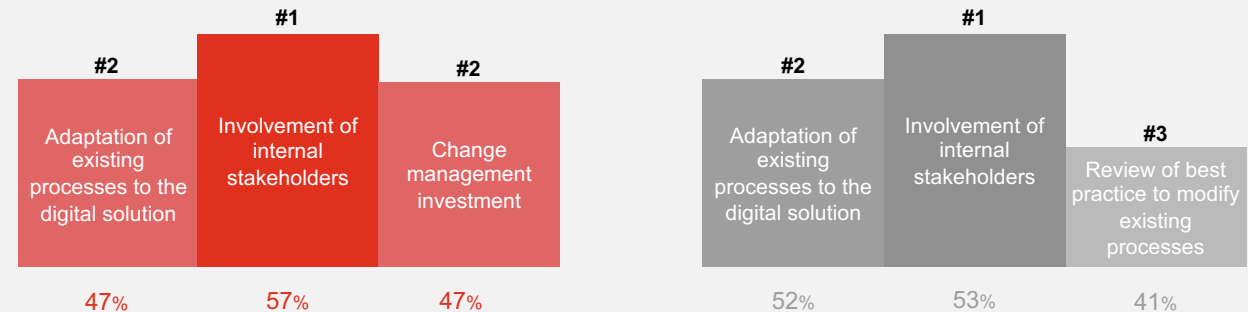 #1
#2
#2
Adaptation of
existing
processes to the
digital solution
Involvement of
internal
stakeholders
Change
management
investment
47%
57%
47%
#1
#2
#3
Adaptation of
existing
processes to the
digital solution
Involvement of
internal
stakeholders
Review of best
practice to modify
existing
processes
52%
53%
41%